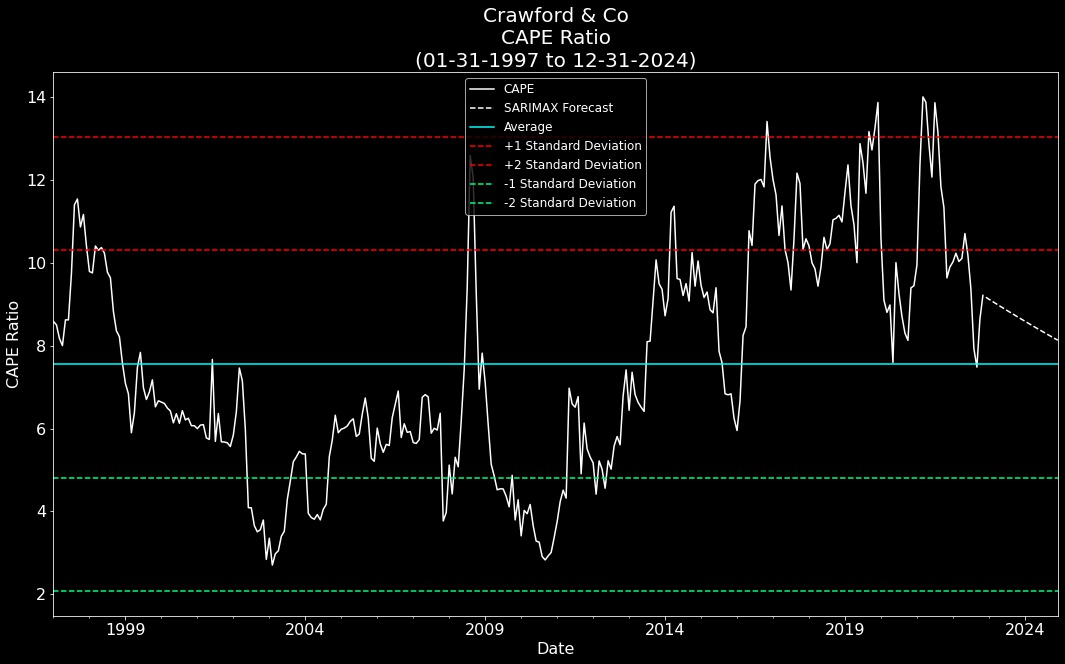 Crawford & Co
CAPE Ratio
(01-31-1997 to 12-31-2024)
CAPE
SARIMAX Forecast
Average
+1 Standard Deviation
+2 Standard Deviation
-1 Standard Deviation
-2 Standard Deviation
CAPE Ratio
14
12
10
8
6
4
2
1999 2004 2009 2014 2019 2024
Date